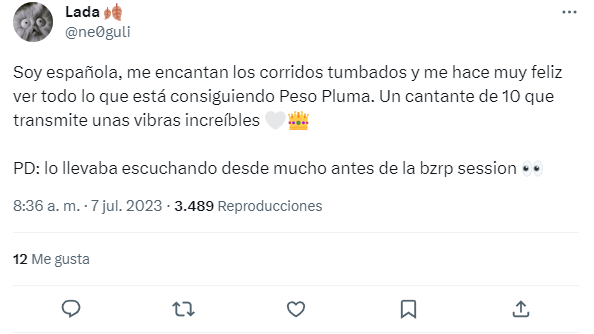 Lada 🍂
@ne0guli
Soy española, me encantan los corridos tumbados y me hace muy feliz
ver todo lo que está consiguiendo Peso Pluma. Un cantante de 10 que
transmite unas vibras increíbles 🤍👑
PD: lo llevaba escuchando desde mucho antes de la bzrp session 👀
8:36 a. m. · 7 jul. 2023 · 3.489 Reproducciones
12 Me gusta